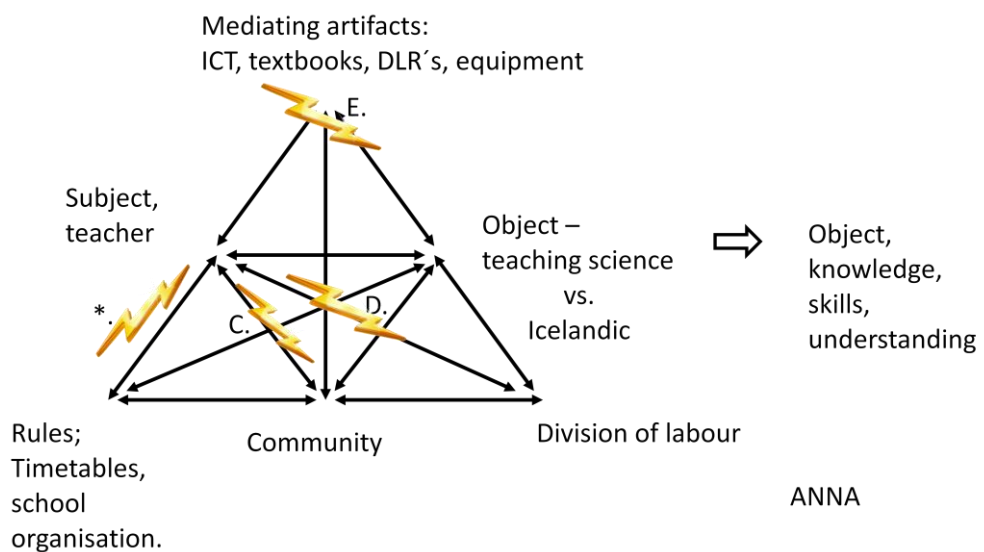 Mediating artifacts:
ICT, textbooks, DLR´s, equipment
E.
Subject,
teacher
Object –
teaching science
vs.
Icelandic
Object,
knowledge,
skills,
understanding
*.
C.
D.
Rules;
Timetables,
school
organisation.
Community
Division of labour
ANNA